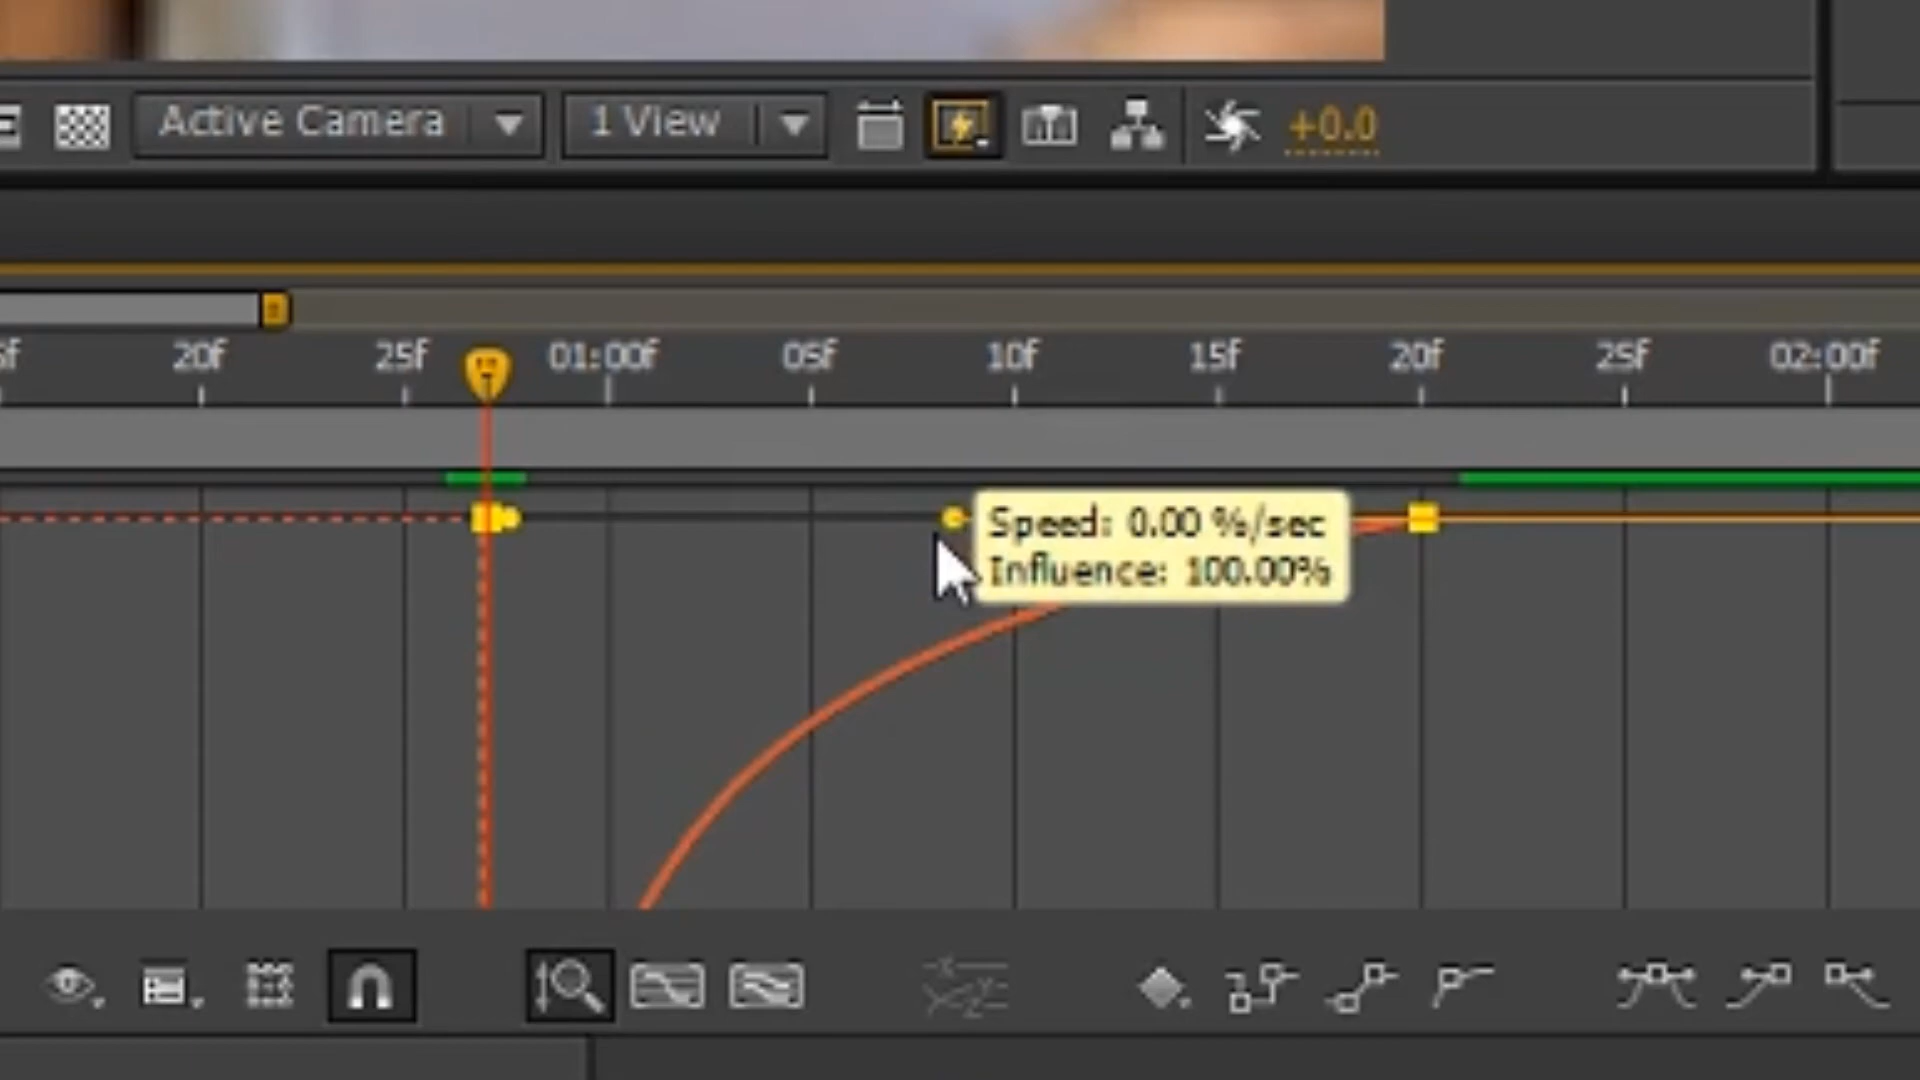 Active Camera
1 View
+0.0
20f 25f 01:00f 05f 10f 15f 20f 25f 02:00f
Speed: 0.00 %/sec
Influence: 100.00%